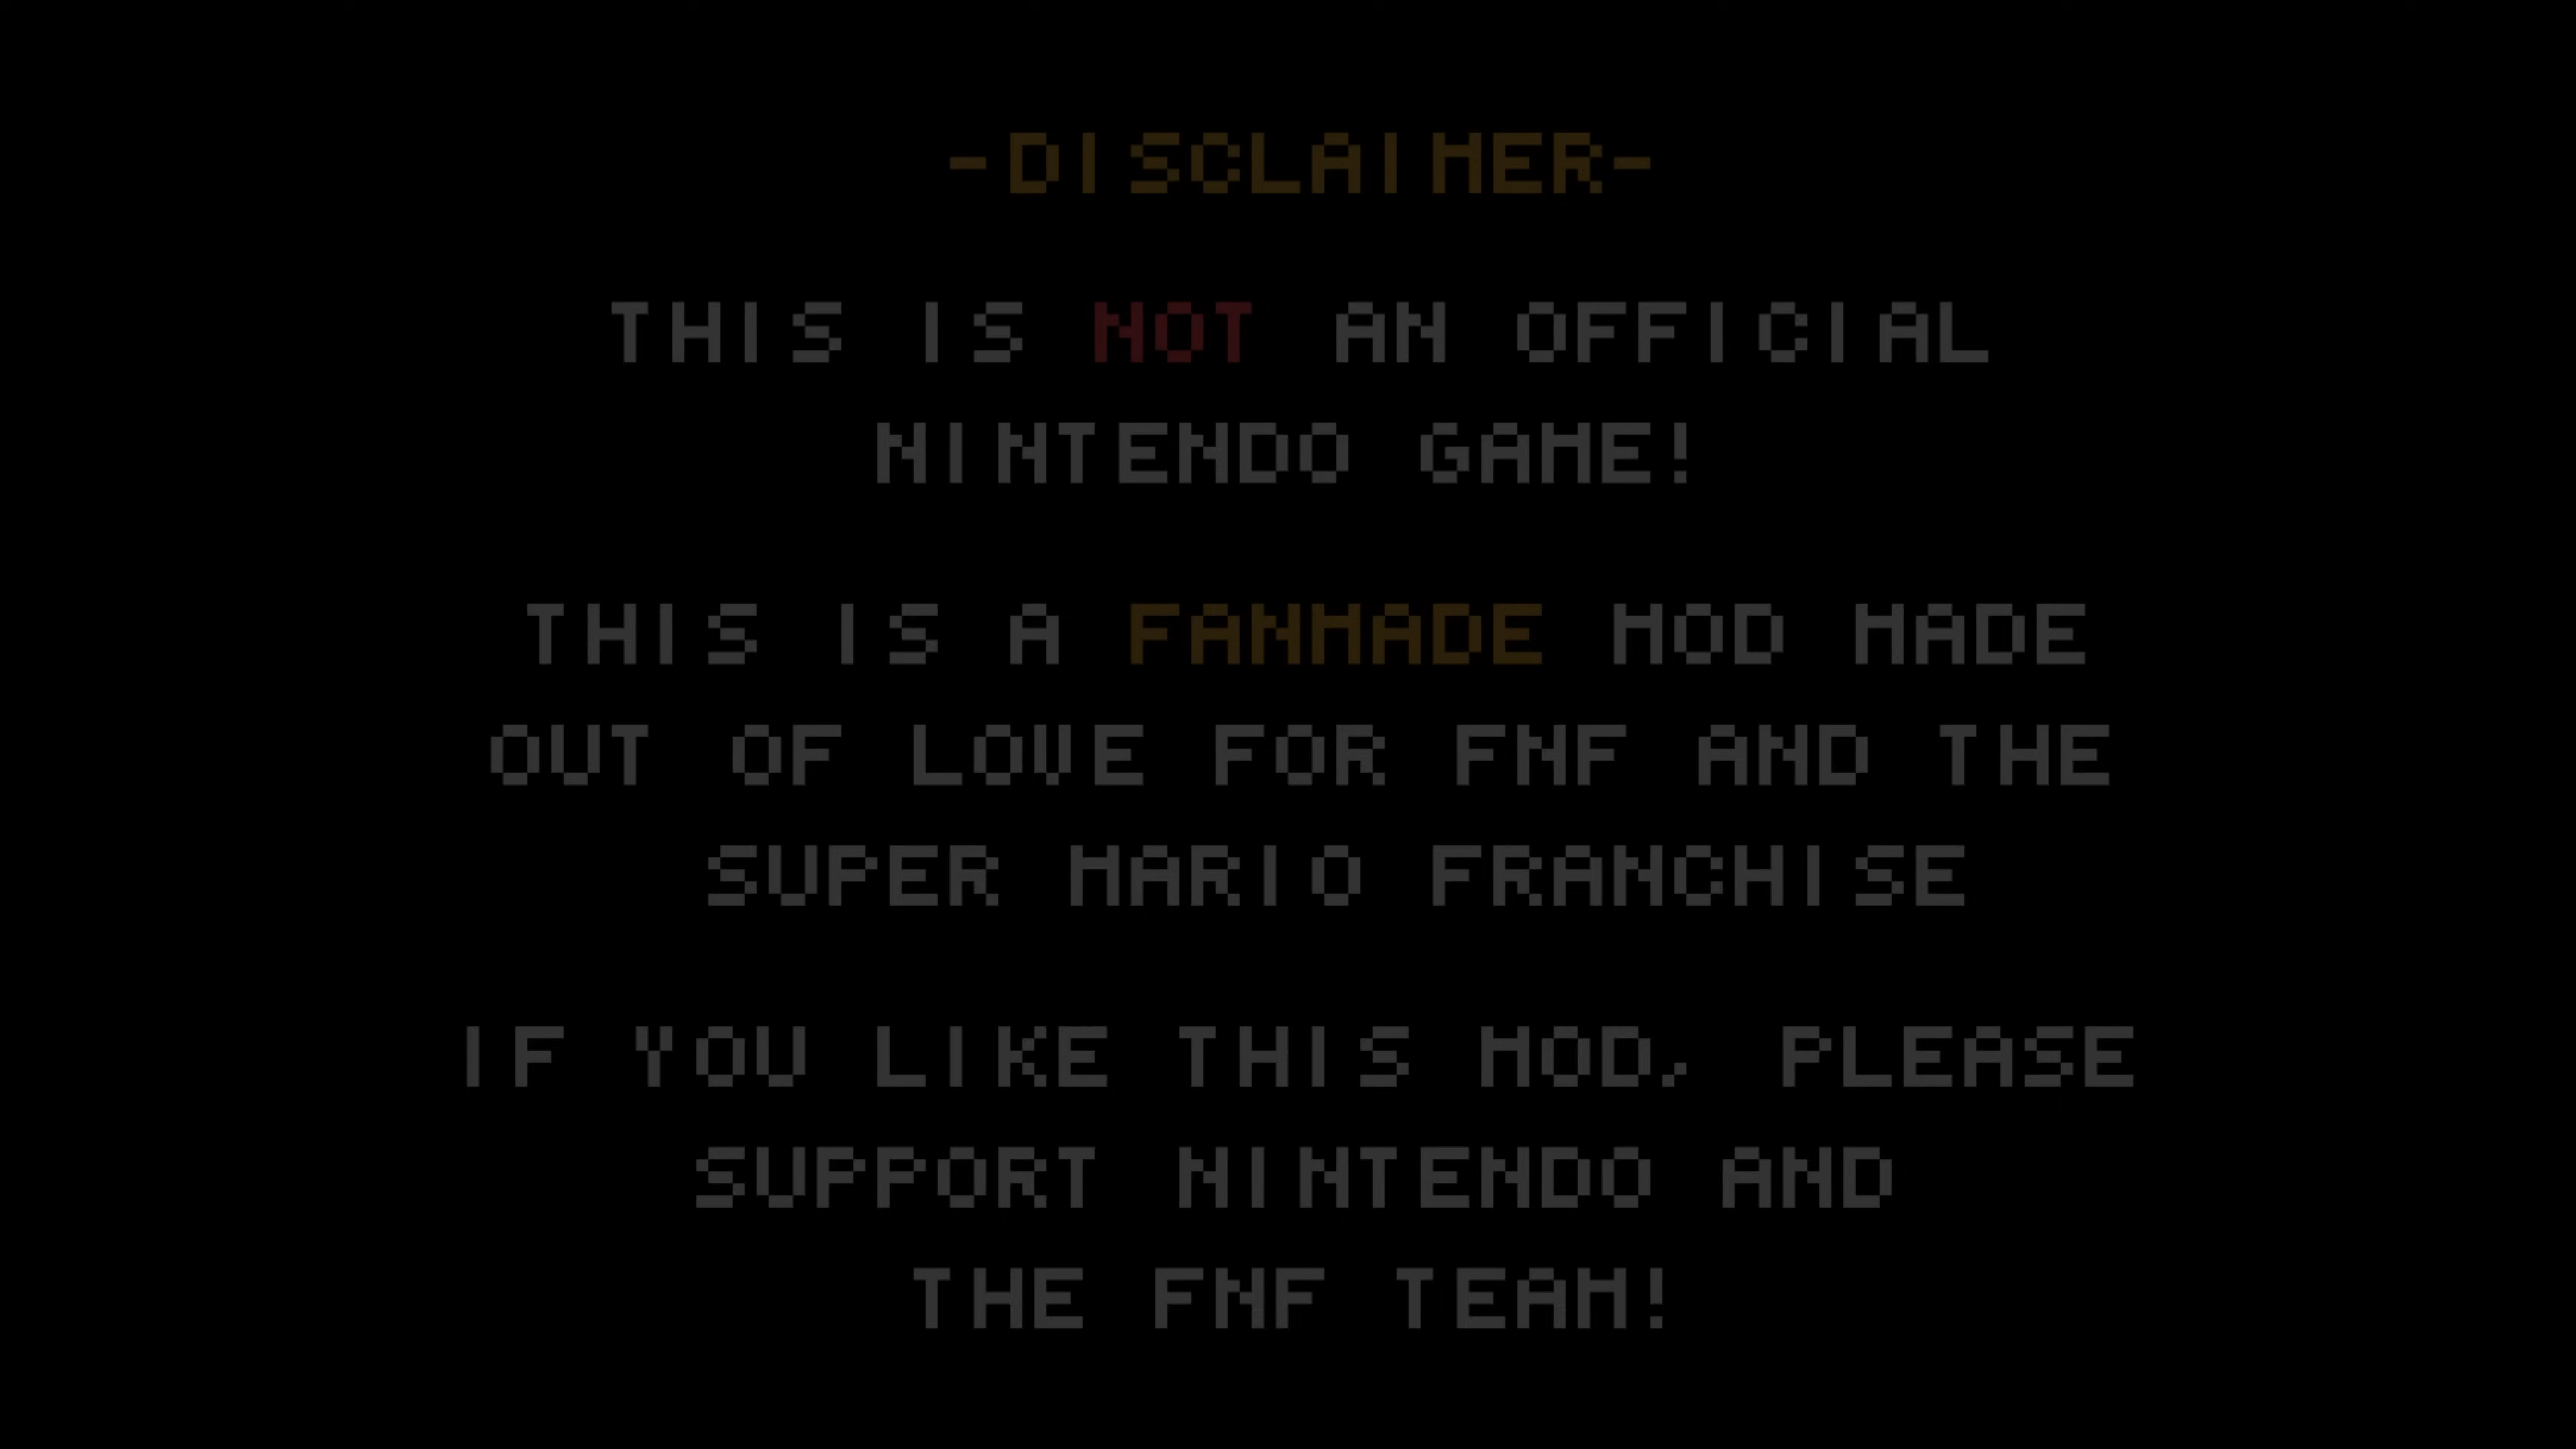 -DISCLAIMER-
THIS IS NOT AN OFFICIAL
NINTENDO GAME!
THIS IS A FANMADE MOD MADE
OUT OF LOVE FOR FNF AND THE
SUPER MARIO FRANCHISE
IF YOU LIKE THIS MOD, PLEASE
SUPPORT NINTENDO AND
THE FNF TEAM!